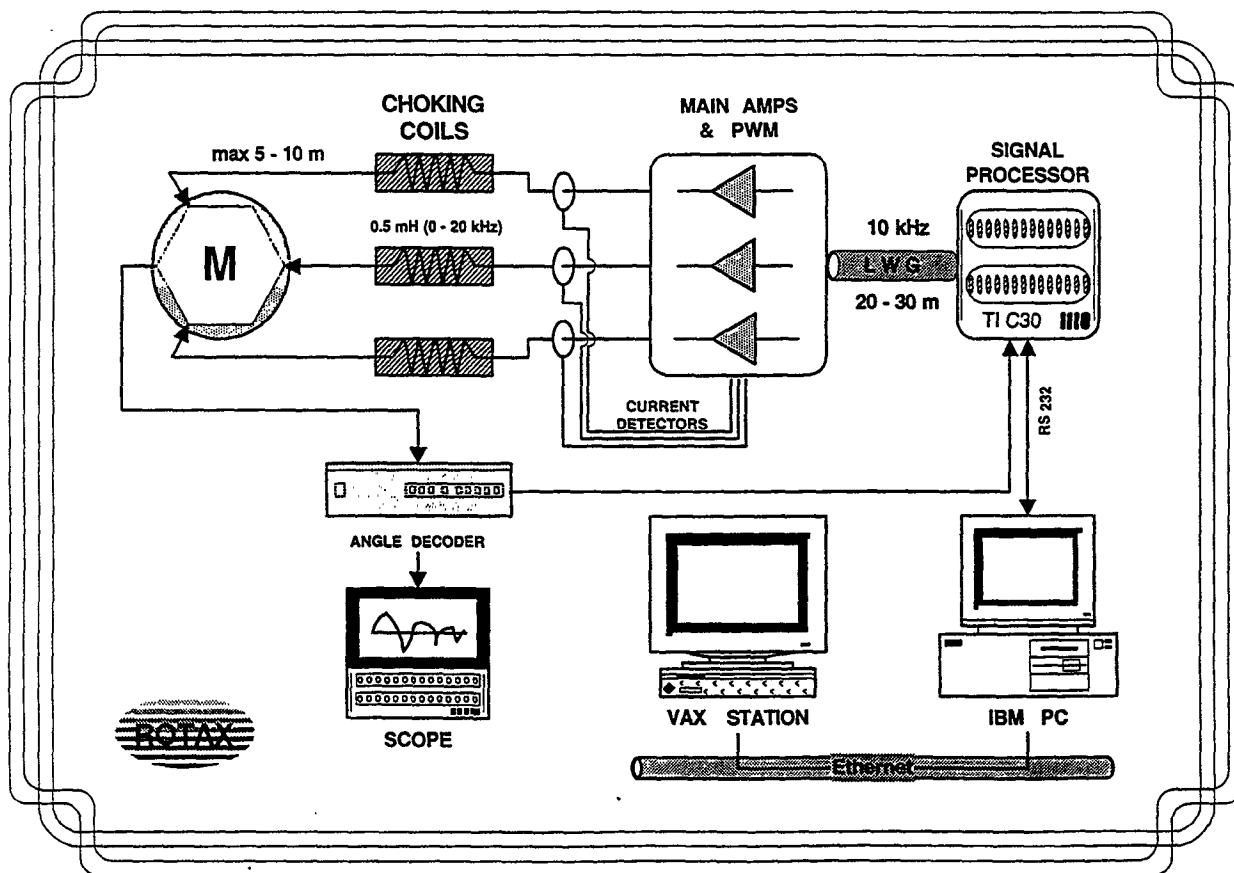 CHOKING
COILS
MAIN AMPS
& PWM
SIGNAL
PROCESSOR
max 5 - 10 m
0.5 mH (0 - 20 kHz)
M
10 kHz
L W G
20 - 30 m
TI C30
CURRENT
DETECTORS
RS 232
ANGLE DECODER
SCOPE
VAX STATION
IBM PC
ROTAX
Ethernet